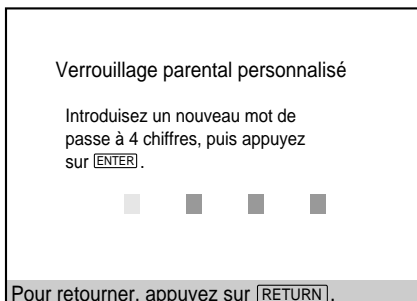 Verrouillage parental personnalisé
Introduisez un nouveau mot de
passe à 4 chiffres, puis appuyez
sur ENTER.
Pour retourner, appuyez sur RETURN.